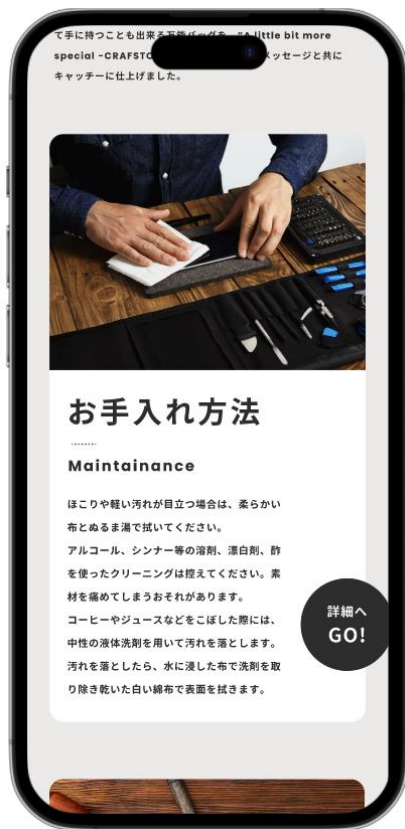 て手に持つことも出来る万能バッグを、"A little bit more
special -CRAFSTO メッセージと共に
キャッチーに仕上げました。
お手入れ方法
Maintainance
ほこりや軽い汚れが目立つ場合は、柔らかい
布とぬるま湯で拭いてください。
アルコール、シンナー等の溶剤、漂白剤、酢
を使ったクリーニングは控えてください。素
材を痛めてしまうおそれがあります。
コーヒーやジュースなどをこぼした際には、
中性の液体洗剤を用いて汚れを落とします。
汚れを落としたら、水に浸した布で洗剤を取
り除き乾いた白い綿布で表面を拭きます。
詳細へ
GO!